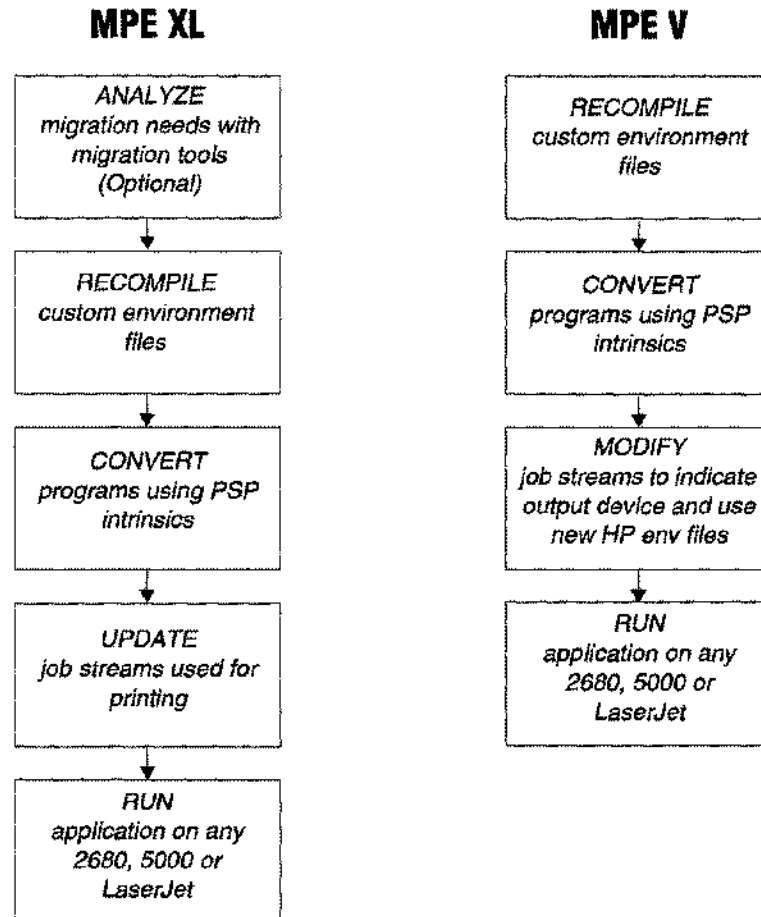 MPE XL
ANALYZE
migration needs with
migration tools
(Optional)
RECOMPILE
custom environment
files
CONVERT
programs using PSP
intrinsics
UPDATE
job streams used for
printing
RUN
application on any
2680, 5000 or
LaserJet
MPE V
RECOMPILE
custom environment
files
CONVERT
programs using PSP
intrinsics
MODIFY
job streams to indicate
output device and use
new HP env files
RUN
application on any
2680, 5000 or
LaserJet